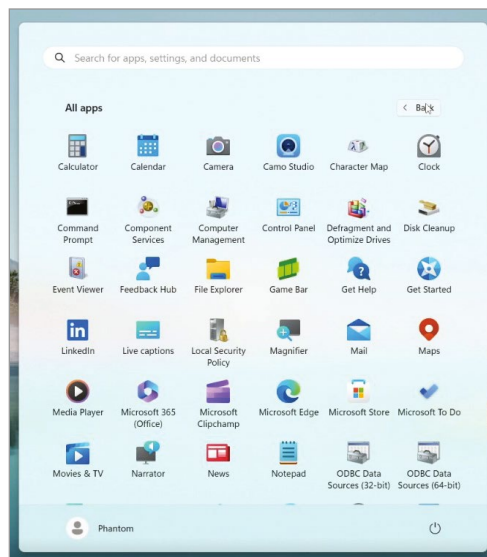 Search for apps, settings, and documents
All apps
Back
Calculator
Calendar
Camera
Camo Studio
Character Map
Clock
Command
Prompt
Component
Services
Computer
Management
Control Panel
Defragment and
Optimize Drives
Disk Cleanup
Event Viewer
Feedback Hub
File Explorer
Game Bar
Get Help
Get Started
in
LinkedIn
Live captions
Local Security
Policy
Magnifier
Mail
Maps
Media Player
Microsoft 365
(Office)
Microsoft
Clipchamp
Microsoft Edge
Microsoft Store
Microsoft To Do
Movies & TV
Narrator
News
Notepad
ODBC Data
Sources (32-bit)
ODBC Data
Sources (64-bit)
Phantom